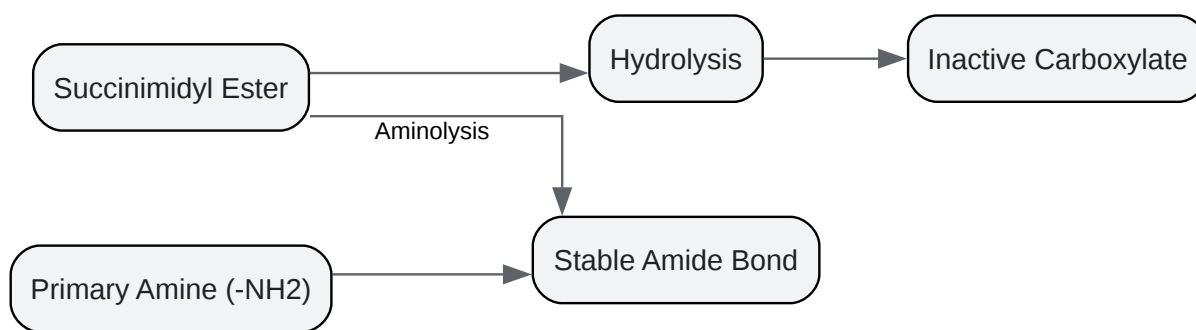 Succinimidyl Ester
Hydrolysis
Inactive Carboxylate
Aminolysis
Stable Amide Bond
Primary Amine (-NH2)